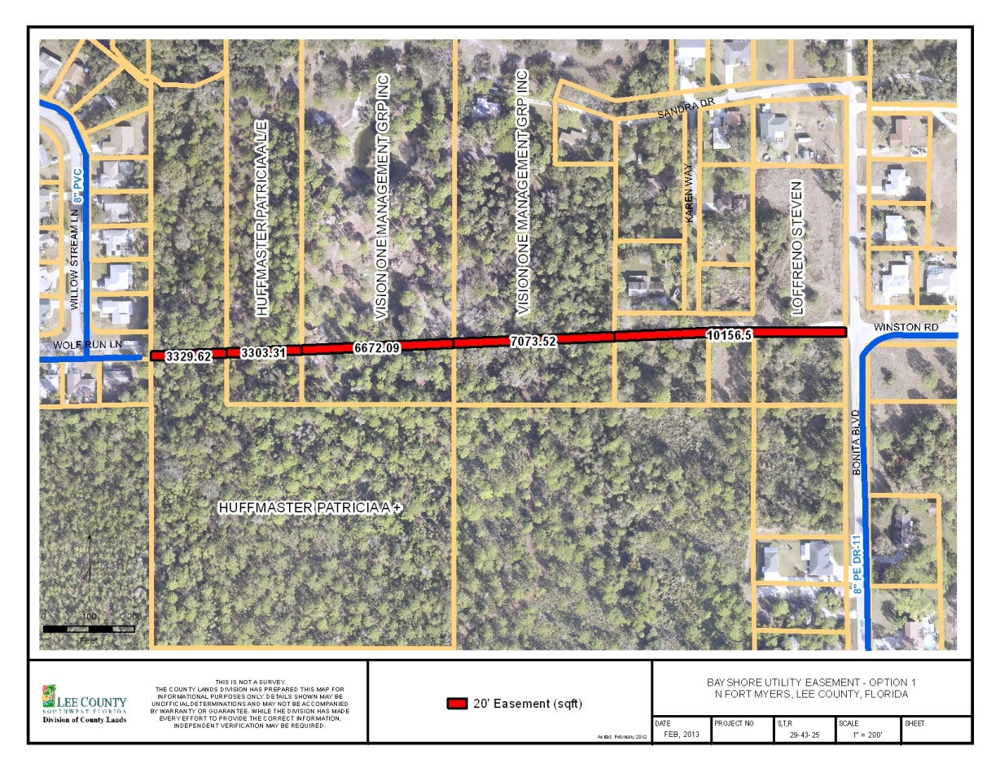 SANDRA DR
KAREN WAY
HUFFMASTER PATRICIA A L/E
VISION ONE MANAGEMENT GRP INC
VISION ONE MANAGEMENT GRP INC
LOFFRENO STEVEN
8" PVC
WILLOW STREAM LN
WOLF RUN LN
WINSTON RD
3329.62
3303.31
6672.09
7073.52
10156.5
BONITA BLVD
HUFFMASTER PATRICIA A +
8" PE DR-11
0 100 200
Feet
LEE COUNTY
SOUTHWEST FLORIDA
Division of County Lands
THIS IS NOT A SURVEY.
THE COUNTY LANDS DIVISION HAS PREPARED THIS MAP FOR
INFORMATIONAL PURPOSES ONLY. DETAILS SHOWN MAY BE
UNOFFICIAL DETERMINATIONS AND MAY NOT BE ACCOMPANIED
BY WARRANTY OR GUARANTEE. WHILE THE DIVISION HAS MADE
EVERY EFFORT TO PROVIDE THE CORRECT INFORMATION,
INDEPENDENT VERIFICATION MAY BE REQUIRED.
20' Easement (sqft)
Aerial: February 2012
BAYSHORE UTILITY EASEMENT - OPTION 1
N FORT MYERS, LEE COUNTY, FLORIDA
DATE
FEB, 2013
PROJECT NO
S,T,R
29-43-25
SCALE
1" = 200'
SHEET